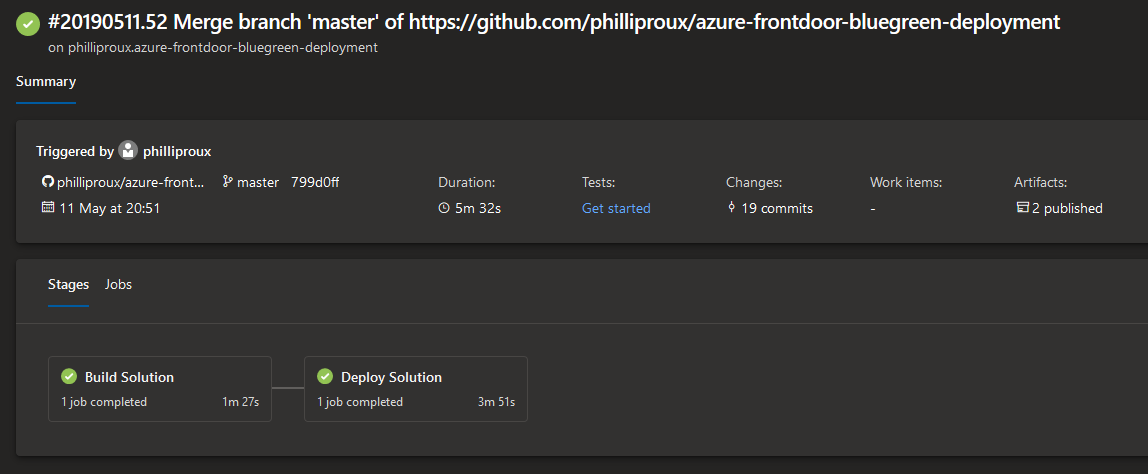 #20190511.52 Merge branch 'master' of https://github.com/philliproux/azure-frontdoor-bluegreen-deployment
on philliproux.azure-frontdoor-bluegreen-deployment
Summary
Triggered by philliproux
philliproux/azure-front... master 799d0ff Duration: Tests: Changes: Work items: Artifacts:
11 May at 20:51 5m 32s Get started 19 commits - 2 published
Stages Jobs
Build Solution Deploy Solution
1 job completed 1m 27s 1 job completed 3m 51s